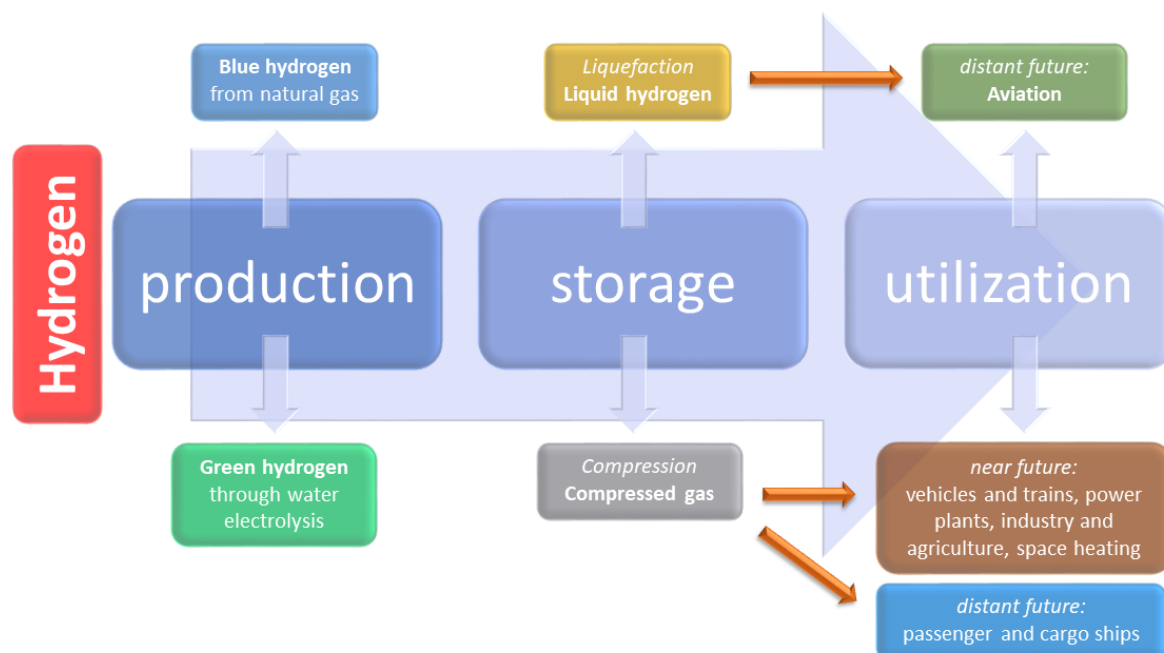 Hydrogen
Blue hydrogen
from natural gas
Liquefaction
Liquid hydrogen
distant future:
Aviation
production
storage
utilization
Green hydrogen
through water
electrolysis
Compression
Compressed gas
near future:
vehicles and trains, power
plants, industry and
agriculture, space heating
distant future:
passenger and cargo ships